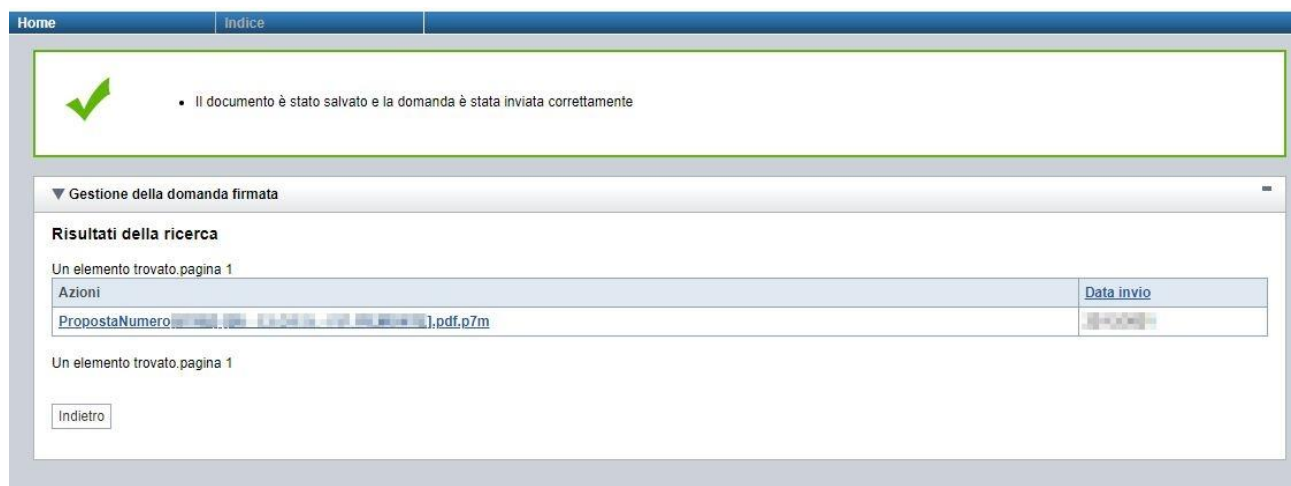 Home Indice
Il documento è stato salvato e la domanda è stata inviata correttamente
Gestione della domanda firmata
Risultati della ricerca
Un elemento trovato.pagina 1
Azioni Data invio
PropostaNumero ].pdf.p7m
Un elemento trovato.pagina 1
Indietro